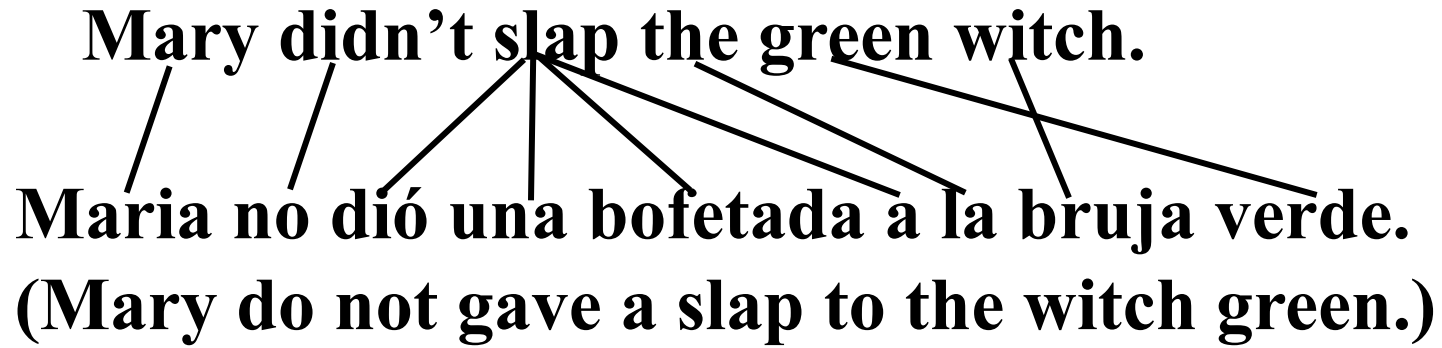 Mary didn’t slap the green witch.
Maria no dió una bofetada a la bruja verde.
(Mary do not gave a slap to the witch green.)